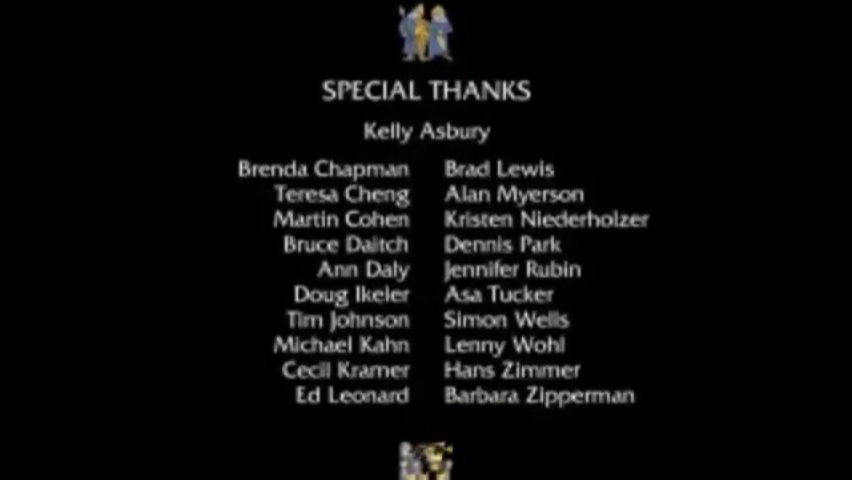 SPECIAL THANKS
Kelly Asbury
Brenda Chapman Brad Lewis
Teresa Cheng Alan Myerson
Martin Cohen Kristen Niederholzer
Bruce Daitch Dennis Park
Ann Daly Jennifer Rubin
Doug Ikeler Asa Tucker
Tim Johnson Simon Wells
Michael Kahn Lenny Wohl
Cecil Kramer Hans Zimmer
Ed Leonard Barbara Zipperman